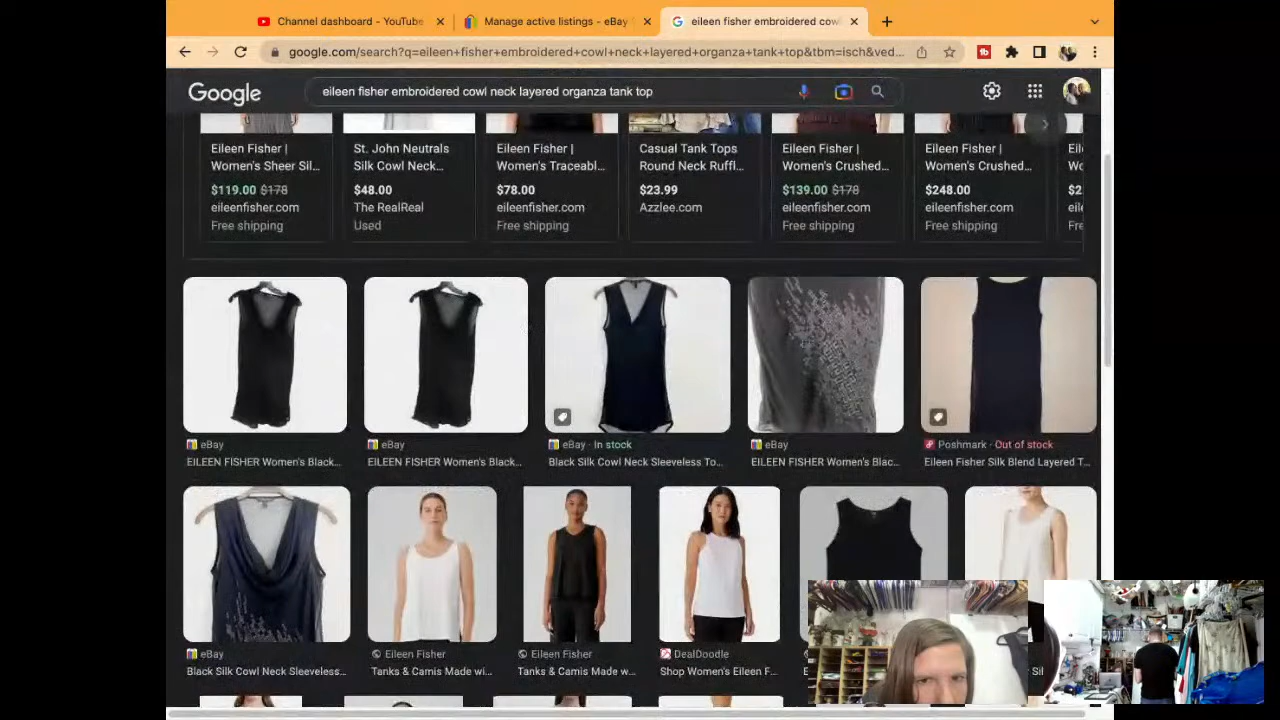 Channel dashboard - YouTube
Manage active listings - eBay
eileen fisher embroidered cowl
google.com/search?q=eileen+fisher+embroidered+cowl+neck+layered+organza+tank+top&tbm=isch&ved...
Google
eileen fisher embroidered cowl neck layered organza tank top
Eileen Fisher |
Women's Sheer Sil...
$119.00 $178
eileenfisher.com
Free shipping
St. John Neutrals
Silk Cowl Neck...
$48.00
The RealReal
Used
Eileen Fisher |
Women's Traceabl...
$78.00
eileenfisher.com
Free shipping
Casual Tank Tops
Round Neck Ruffl...
$23.99
Azzlee.com
Eileen Fisher |
Women's Crushed...
$139.00 $178
eileenfisher.com
Free shipping
Eileen Fisher |
Women's Crushed...
$248.00
eileenfisher.com
Free shipping
Eile
$2
eile
Fre
eBay
EILEEN FISHER Women's Black...
eBay
EILEEN FISHER Women's Black...
eBay · In stock
Black Silk Cowl Neck Sleeveless To...
eBay
EILEEN FISHER Women's Blac...
Poshmark · Out of stock
Eileen Fisher Silk Blend Layered T...
eBay
Black Silk Cowl Neck Sleeveless...
Eileen Fisher
Tanks & Camis Made wi...
Eileen Fisher
Tanks & Camis Made w...
DealDoodle
Shop Women's Eileen F...